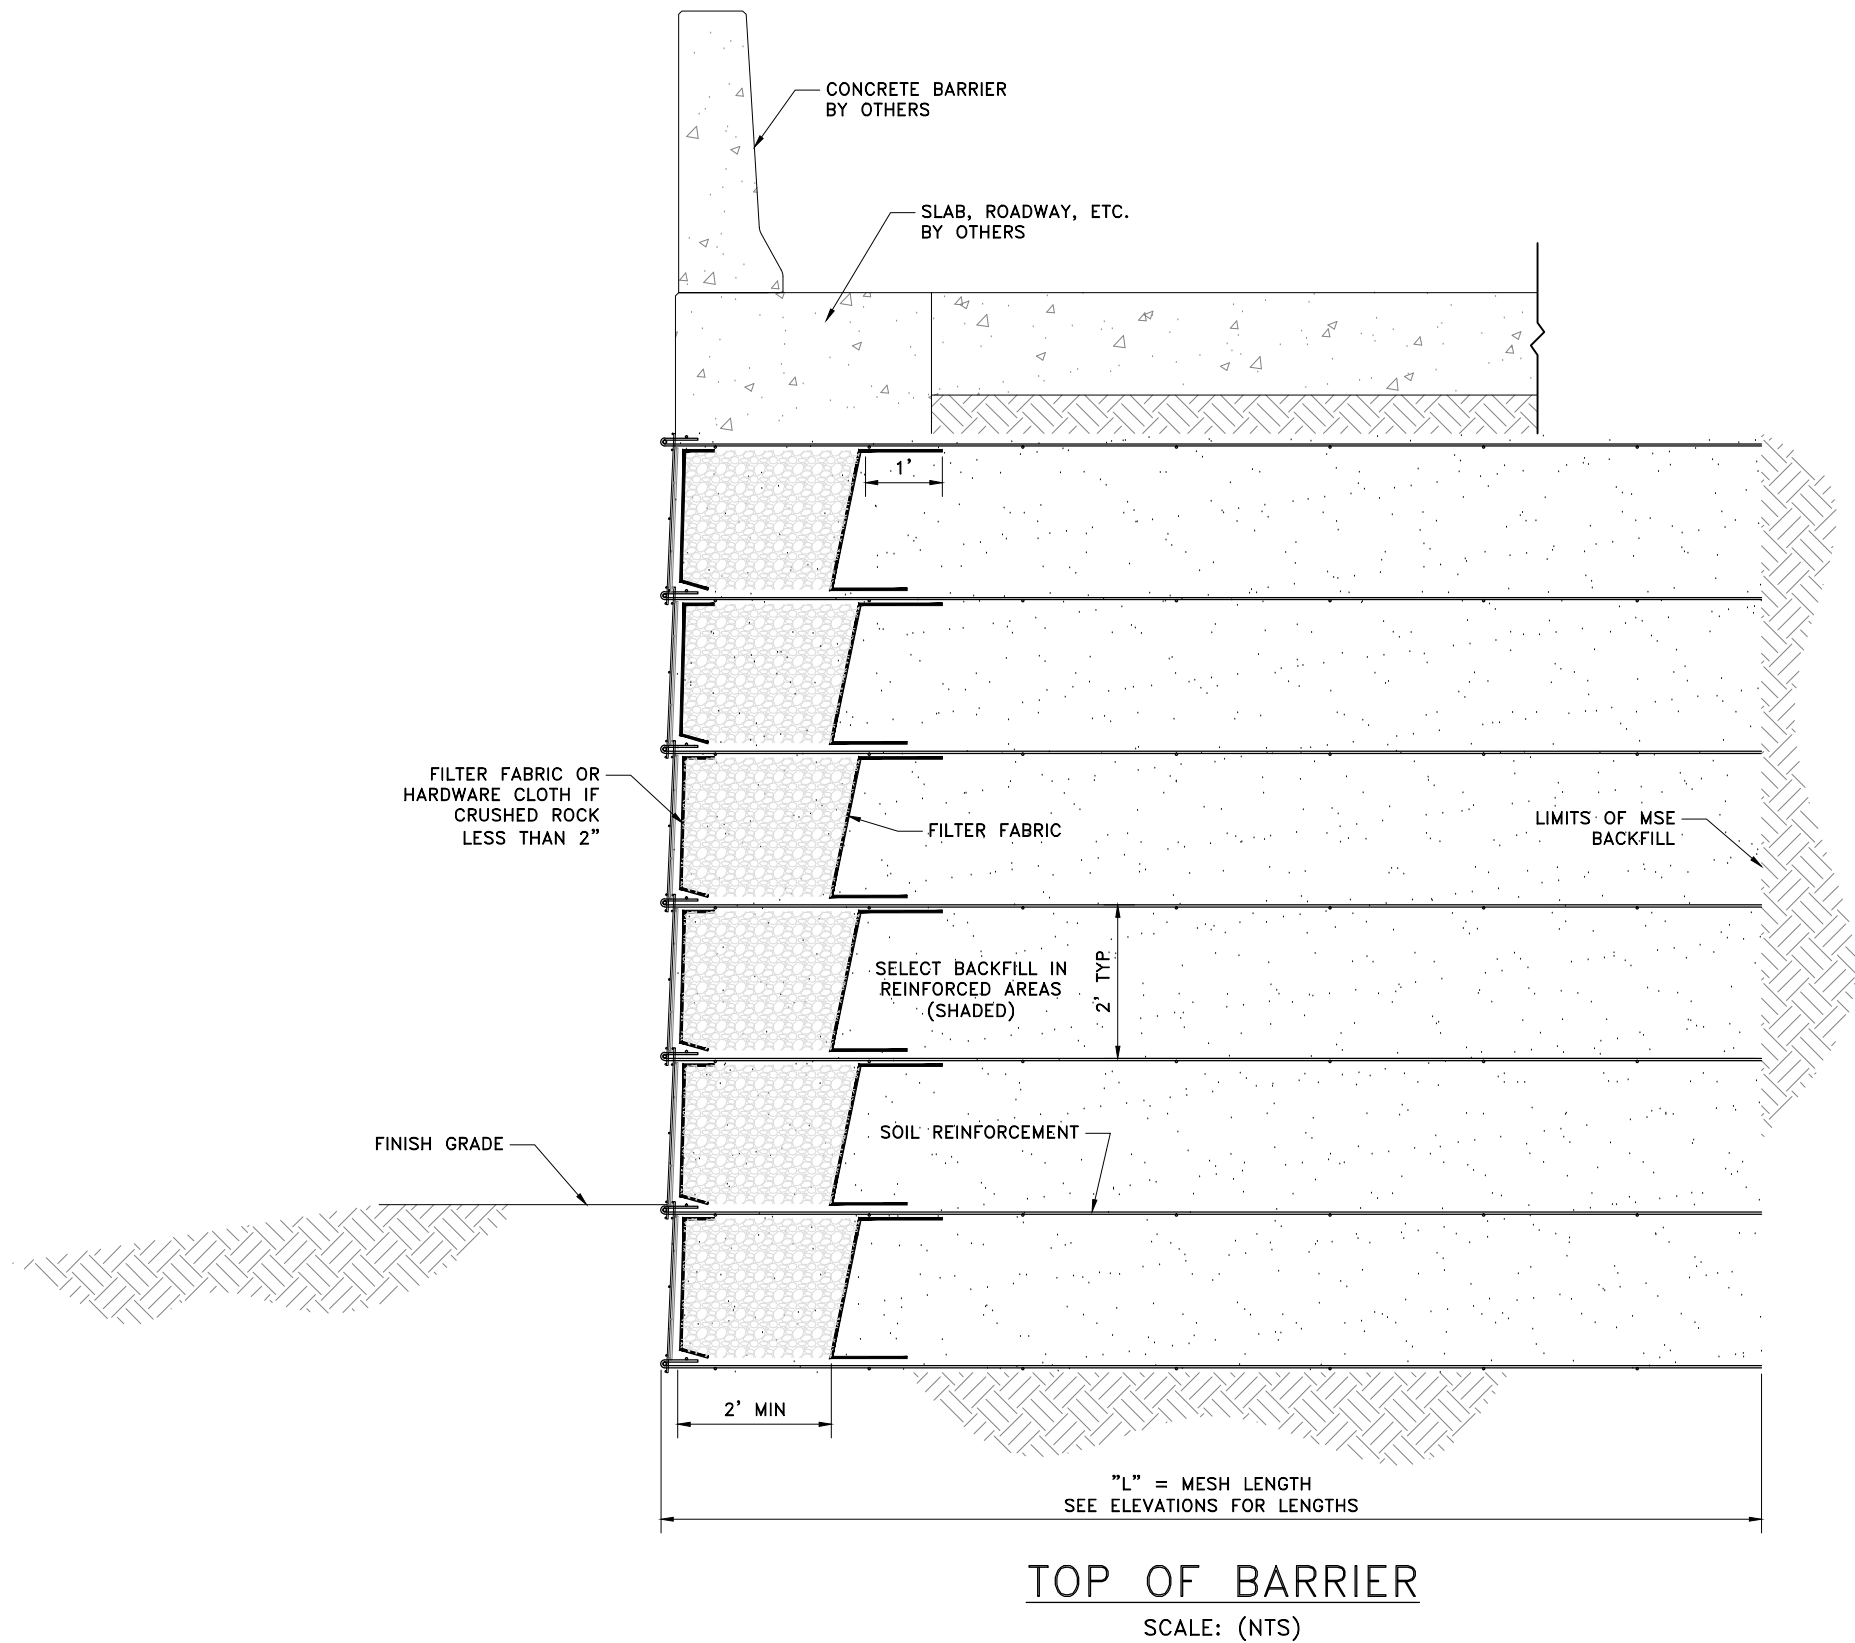 CONCRETE BARRIER
BY OTHERS
SLAB, ROADWAY, ETC.
BY OTHERS
1'
FILTER FABRIC OR
HARDWARE CLOTH IF
CRUSHED ROCK
LESS THAN 2"
FILTER FABRIC
LIMITS OF MSE
BACKFILL
SELECT BACKFILL IN
REINFORCED AREAS
(SHADED)
2' TYP
SOIL REINFORCEMENT
FINISH GRADE
2' MIN
"L" = MESH LENGTH
SEE ELEVATIONS FOR LENGTHS
TOP OF BARRIER
SCALE: (NTS)